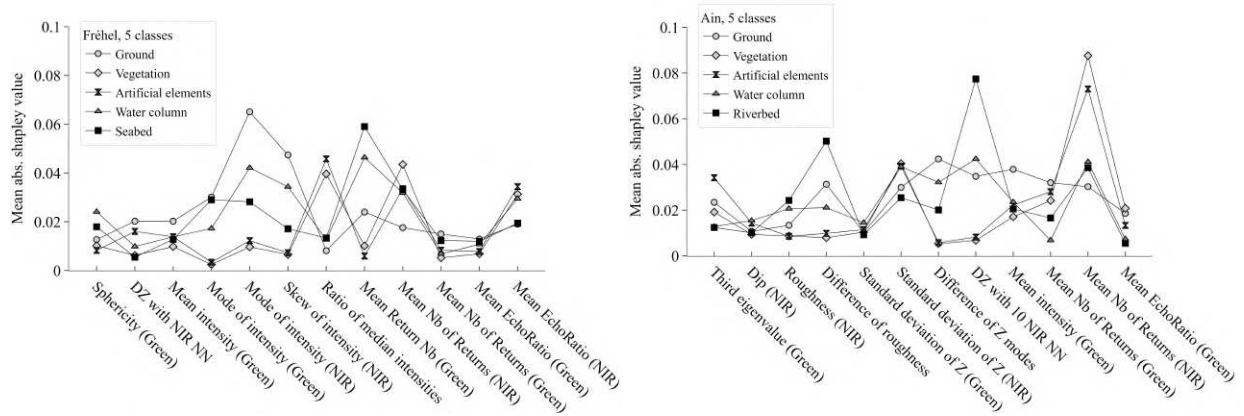 Mean abs. shapley value
0.1
0.08
0.06
0.04
0.02
0
Fréhel, 5 classes
Ground
Vegetation
Artificial elements
Water column
Seabed
Sphericity (Green)
DZ with NIR NN
Mean intensity (Green)
Mode of intensity (Green)
Mode of intensity (NIR)
Skew of intensity (NIR)
Ratio of median intensities
Mean Return Nb (Green)
Mean Nb of Returns (NIR)
Mean Nb of Returns (Green)
Mean EchoRatio (Green)
Mean EchoRatio (NIR)
Mean abs. shapley value
0.1
0.08
0.06
0.04
0.02
0
Ain, 5 classes
Ground
Vegetation
Artificial elements
Water column
Riverbed
Third eigenvalue (Green)
Dip (NIR)
Roughness (NIR)
Difference of roughness
Standard deviation of Z (Green)
Standard deviation of Z (NIR)
Difference of Z modes
DZ with 10 NIR NN
Mean intensity (Green)
Mean Nb of Returns (Green)
Mean Nb of Returns (NIR)
Mean EchoRatio (Green)